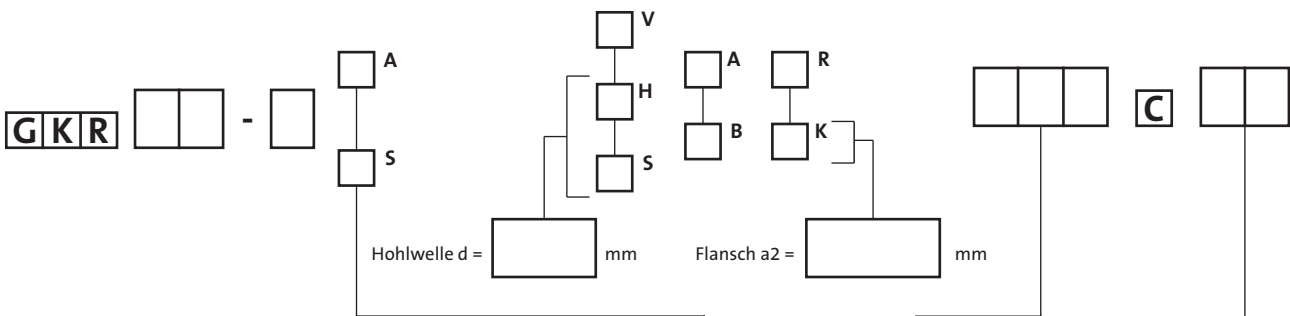 V
A A R
H
GKR - C
B K
S S
Hohlwelle d = mm Flansch a2 = mm